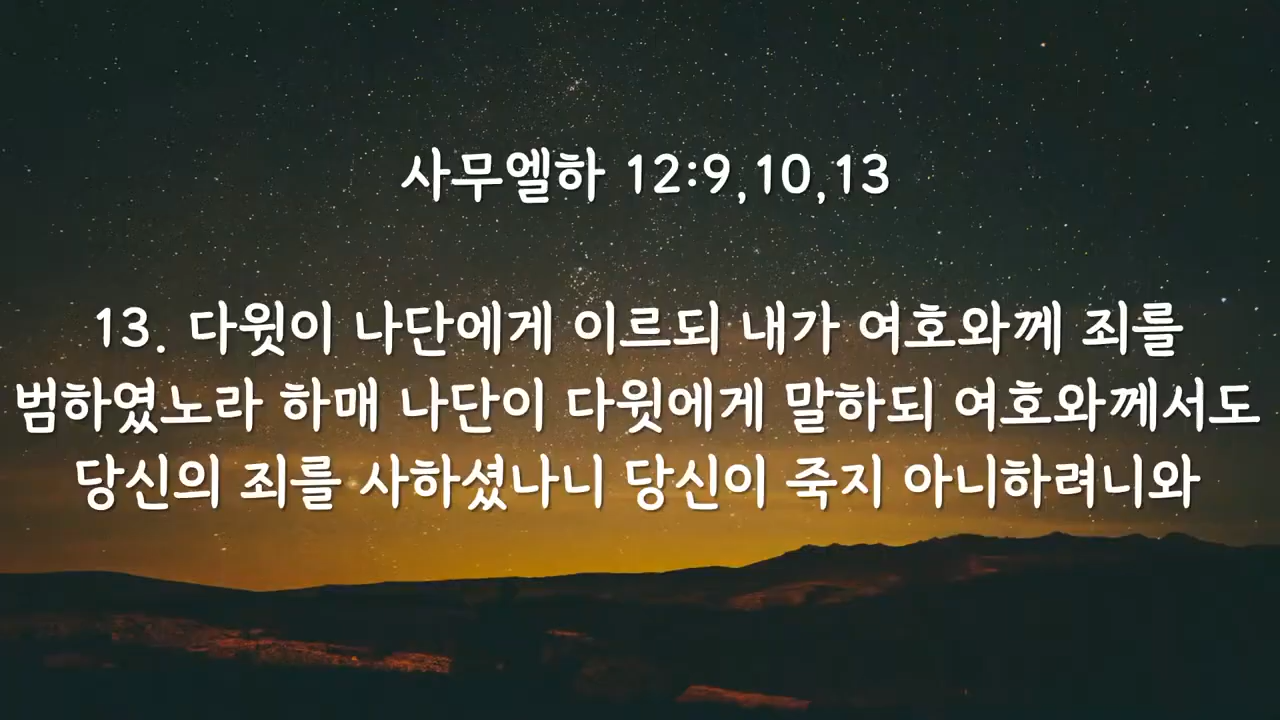 사무엘하 12:9,10,13
13. 다윗이 나단에게 이르되 내가 여호와께 죄를
범하였노라 하매 나단이 다윗에게 말하되 여호와께서도
당신의 죄를 사하셨나니 당신이 죽지 아니하려니와